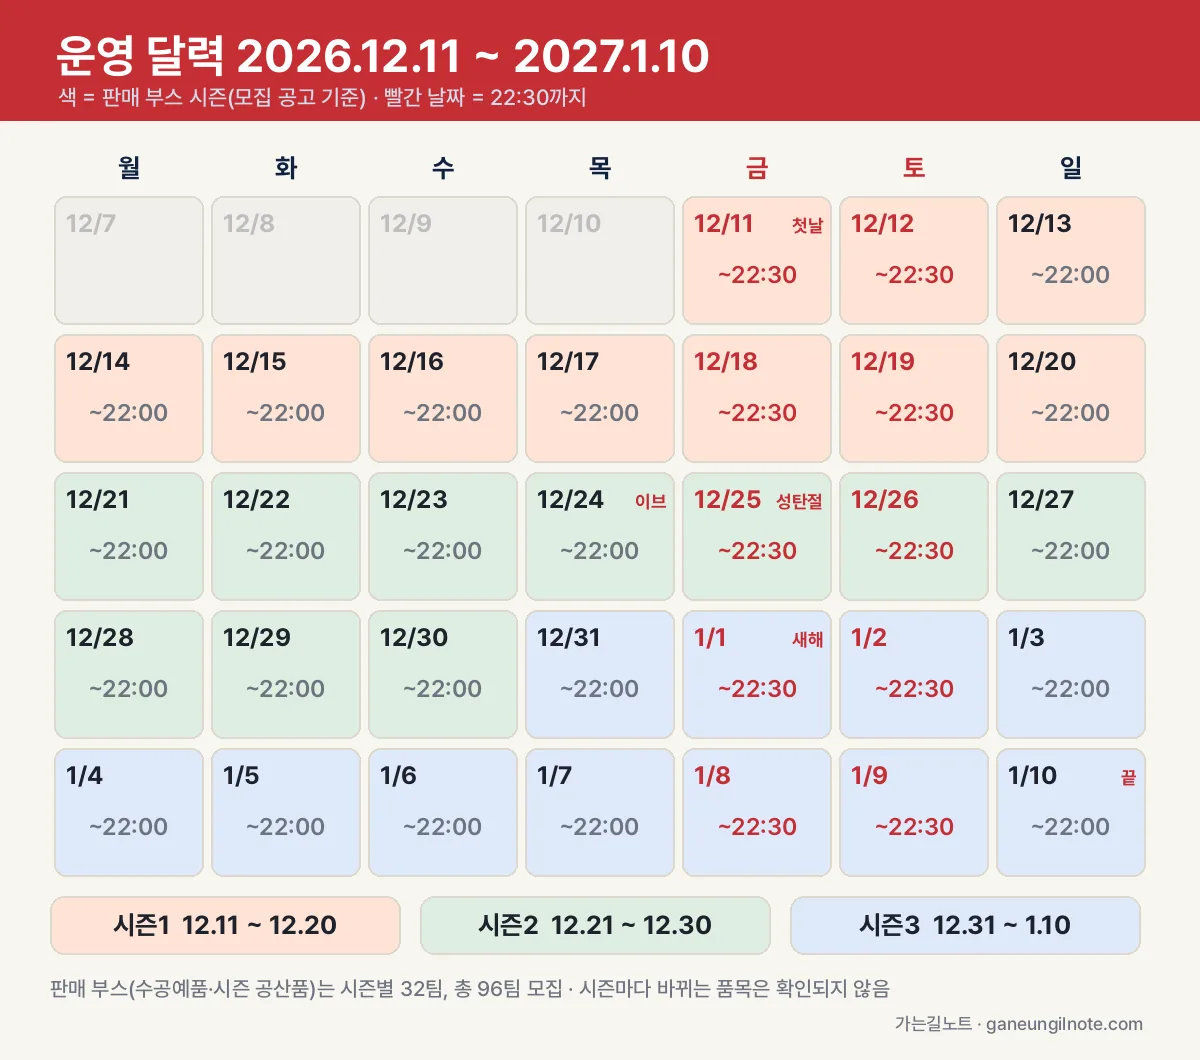 운영 달력 2026.12.11 ~ 2027.1.10
색 = 판매 부스 시즌(모집 공고 기준) · 빨간 날짜 = 22:30까지
월 화 수 목 금 토 일
12/7 12/8 12/9 12/10 12/11 첫날 12/12 12/13
~22:30 ~22:30 ~22:00
12/14 12/15 12/16 12/17 12/18 12/19 12/20
~22:00 ~22:00 ~22:00 ~22:00 ~22:30 ~22:30 ~22:00
12/21 12/22 12/23 12/24 이브 12/25 성탄절 12/26 12/27
~22:00 ~22:00 ~22:00 ~22:00 ~22:30 ~22:30 ~22:00
12/28 12/29 12/30 12/31 1/1 새해 1/2 1/3
~22:00 ~22:00 ~22:00 ~22:00 ~22:30 ~22:30 ~22:00
1/4 1/5 1/6 1/7 1/8 1/9 1/10 끝
~22:00 ~22:00 ~22:00 ~22:00 ~22:30 ~22:30 ~22:00
시즌1 12.11 ~ 12.20 시즌2 12.21 ~ 12.30 시즌3 12.31 ~ 1.10
판매 부스(수공예품·시즌 공산품)는 시즌별 32팀, 총 96팀 모집 · 시즌마다 바뀌는 품목은 확인되지 않음
가는길노트 · ganeungilnote.com